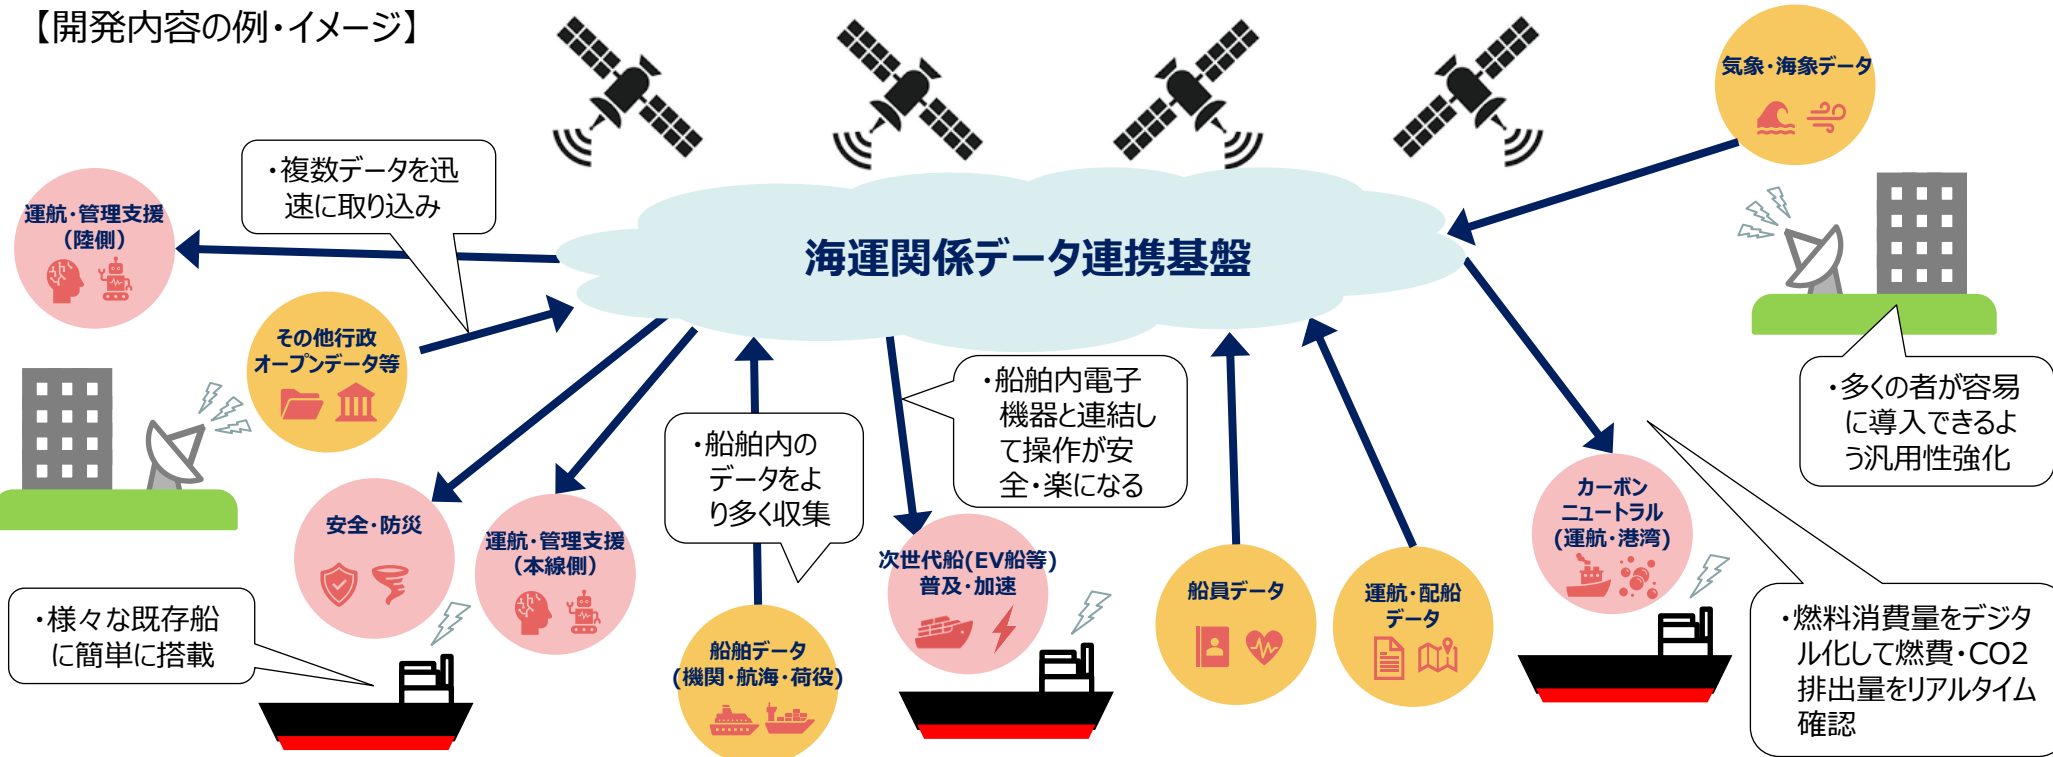 【開発内容の例・イメージ】
気象・海象データ
・複数データを迅
速に取り込み
運航・管理支援
（陸側）
海運関係データ連携基盤
その他行政
オープンデータ等
・船舶内電子
機器と連結し
て操作が安
全・楽になる
・多くの者が容易
に導入できるよ
う汎用性強化
・船舶内の
データをよ
り多く収集
カーボン
ニュートラル
(運航・港湾)
安全・防災
運航・管理支援
（本線側）
次世代船(EV船等)
普及・加速
船員データ
運航・配船
データ
・様々な既存船
に簡単に搭載
船舶データ
(機関・航海・荷役)
・燃料消費量をデジタ
ル化して燃費・CO2
排出量をリアルタイム
確認